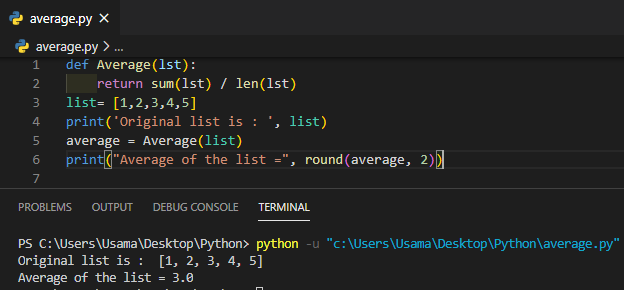 average.py ×
average.py > ...
1 def Average(lst):
2     return sum(lst) / len(lst)
3 list= [1,2,3,4,5]
4 print('Original list is : ', list)
5 average = Average(list)
6 print("Average of the list =", round(average, 2))
7
PROBLEMS OUTPUT DEBUG CONSOLE TERMINAL
PS C:\Users\Usama\Desktop\Python> python -u "c:\Users\Usama\Desktop\Python\average.py"
Original list is :  [1, 2, 3, 4, 5]
Average of the list = 3.0